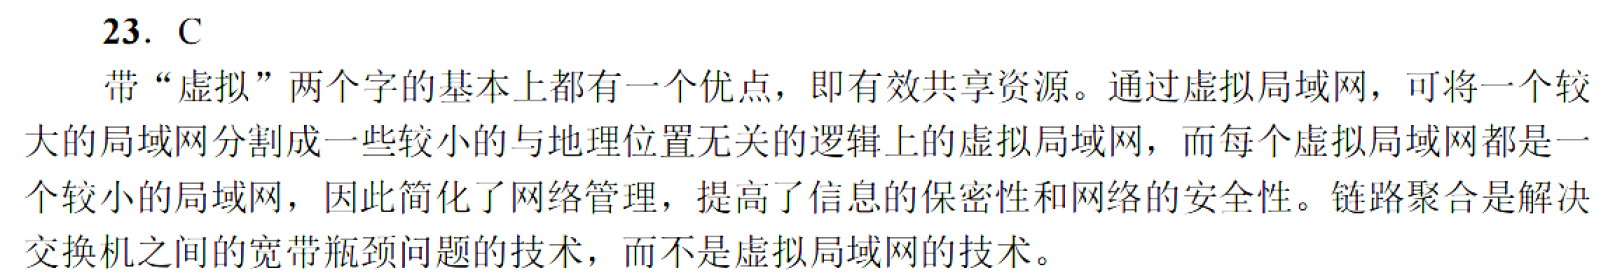 23．C
带“虚拟”两个字的基本上都有一个优点，即有效共享资源。通过虚拟局域网，可将一个较
大的局域网分割成一些较小的与地理位置无关的逻辑上的虚拟局域网，而每个虚拟局域网都是一
个较小的局域网，因此简化了网络管理，提高了信息的保密性和网络的安全性。链路聚合是解决
交换机之间的宽带瓶颈问题的技术，而不是虚拟局域网的技术。